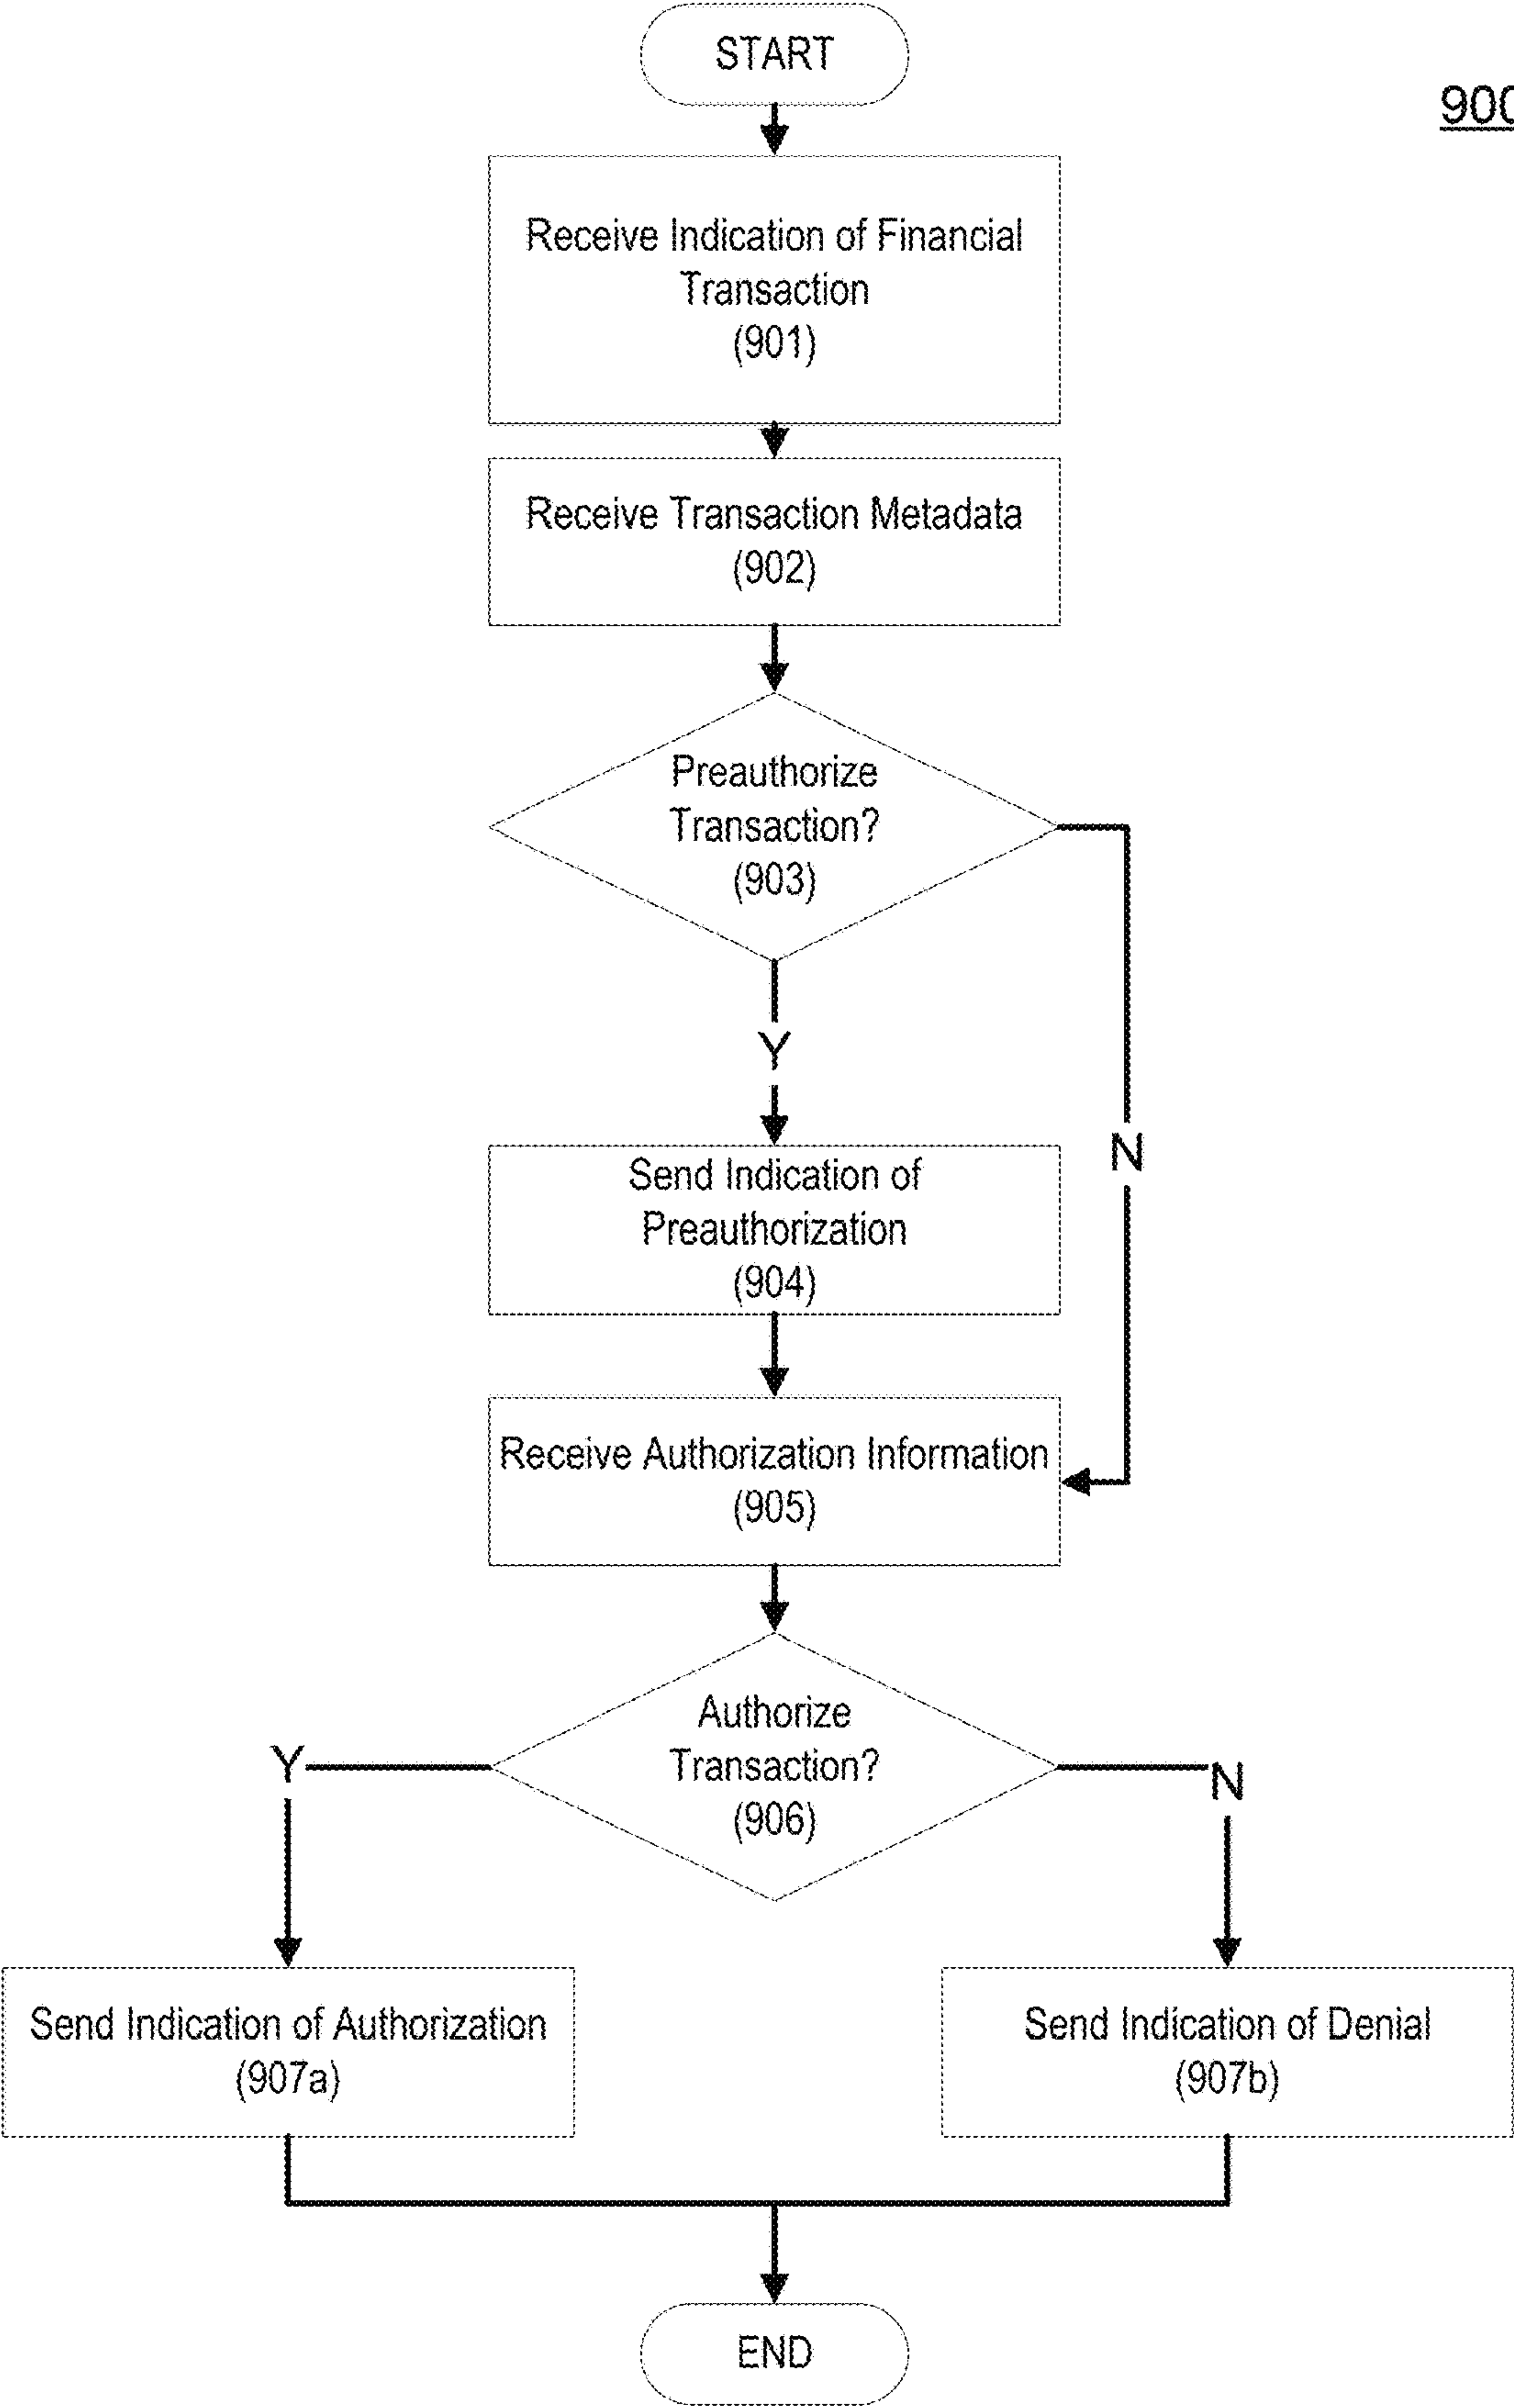 START
900
Receive Indication of Financial
Transaction
(901)
Receive Transaction Metadata
(902)
Preauthorize
Transaction?
(903)
Y
N
Send Indication of
Preauthorization
(904)
Receive Authorization Information
(905)
Authorize
Transaction?
(906)
Y
N
Send Indication of Authorization
(907a)
Send Indication of Denial
(907b)
END